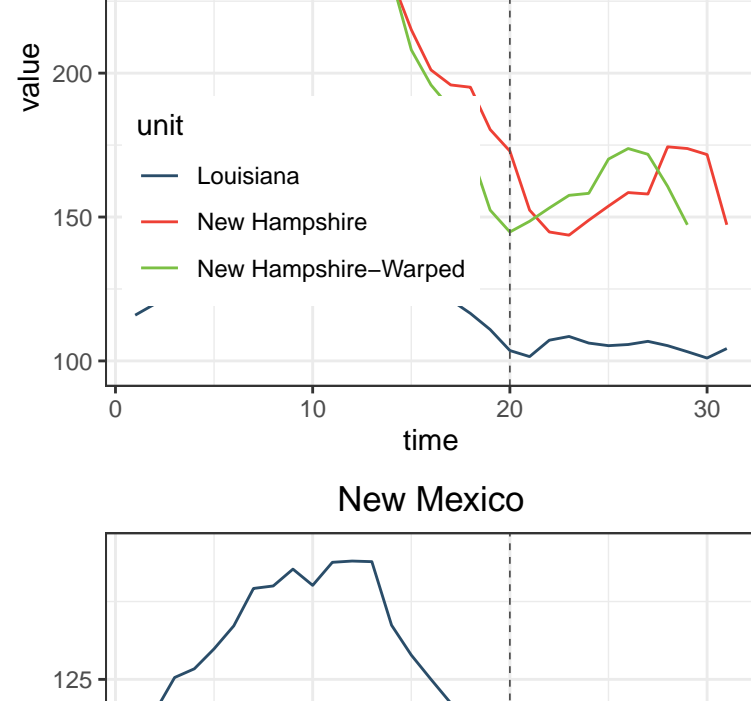 value
200
150
100
unit
Louisiana
New Hampshire
New Hampshire−Warped
0 10 20 30
time
New Mexico
125